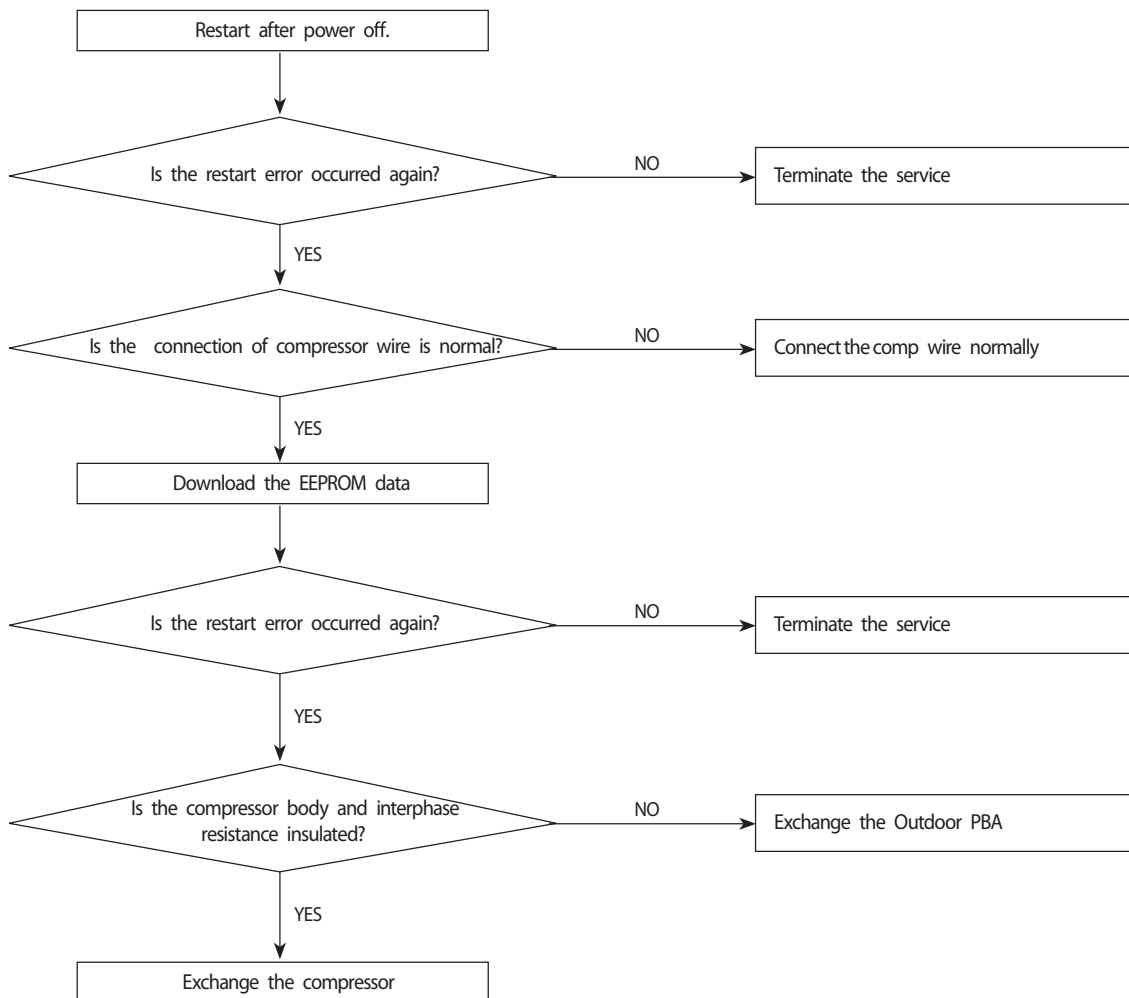 Restart after power off.
Is the restart error occurred again?
NO
Terminate the service
YES
Is the connection of compressor wire is normal?
NO
Connect the comp wire normally
YES
Download the EEPROM data
Is the restart error occurred again?
NO
Terminate the service
YES
Is the compressor body and interphase
resistance insulated?
NO
Exchange the Outdoor PBA
YES
Exchange the compressor